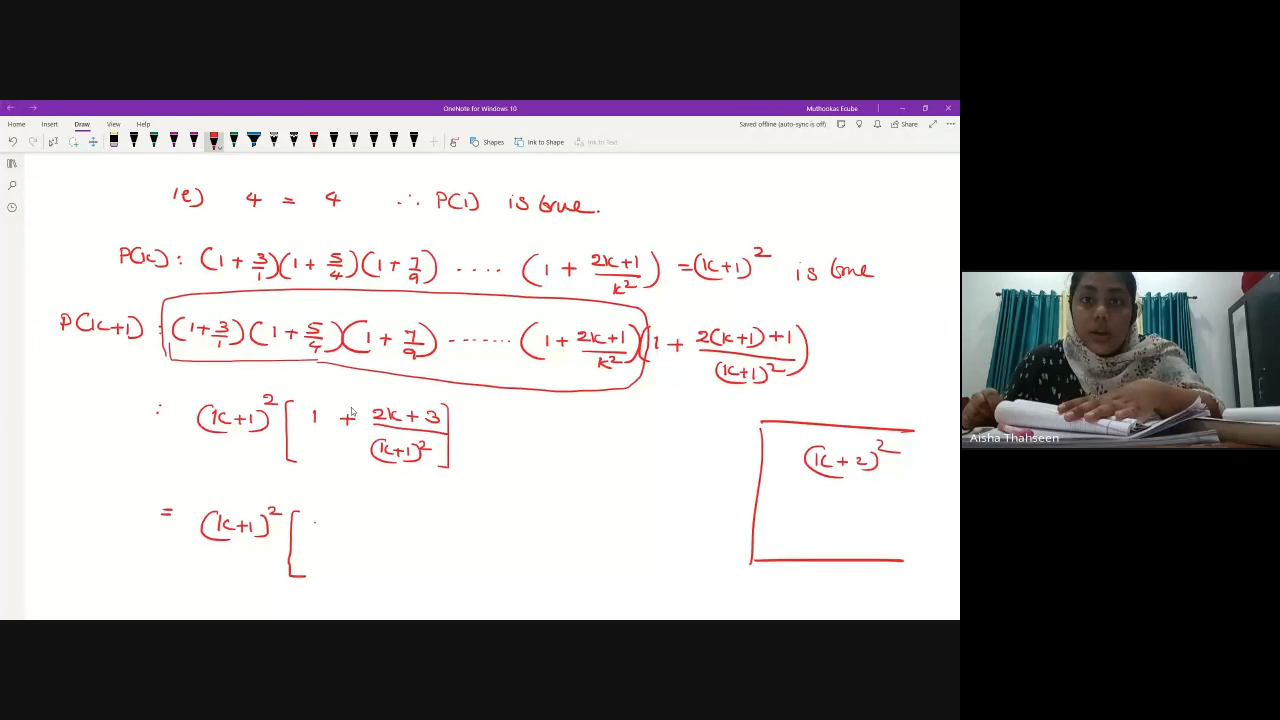 OneNote for Windows 10
Muthookas Ecube
Home Insert Draw View Help
Saved offline (auto-sync is off) Share
Shapes Ink to Shape Ink to Text
ie) 4 = 4 ∴ P(1) is true.
P(k) : (1 + 3/1)(1 + 5/4)(1 + 7/9) .... (1 + 2k+1/k²) = (k+1)² is true
P(k+1) : (1 + 3/1)(1 + 5/4)(1 + 7/9) ...... (1 + 2k+1/k²)(1 + 2(k+1)+1/(k+1)²)
: (k+1)² [1 + 2k+3/(k+1)²]
(k+2)²
= (k+1)² [
Aisha Thahseen